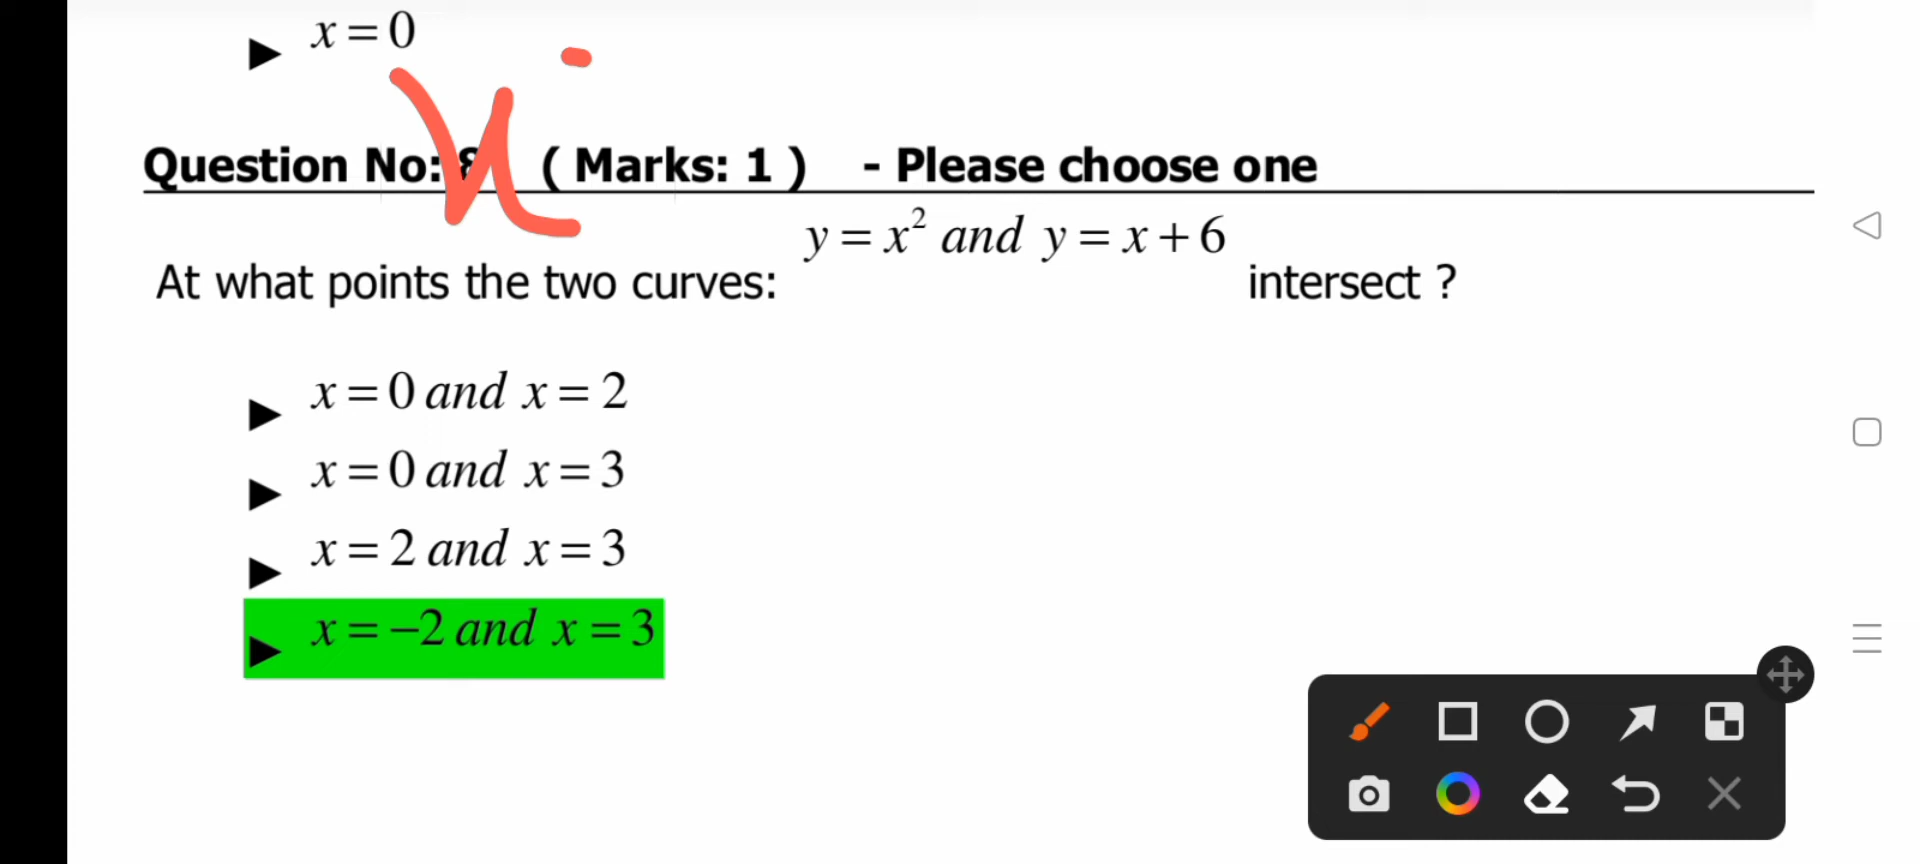 x = 0
Question No: 8 ( Marks: 1 ) - Please choose one
At what points the two curves: y = x² and y = x + 6 intersect ?
x = 0 and x = 2
x = 0 and x = 3
x = 2 and x = 3
x = −2 and x = 3